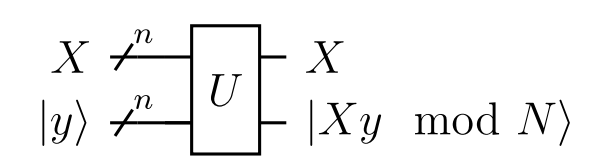 X n U X
|y⟩ n |Xy mod N⟩